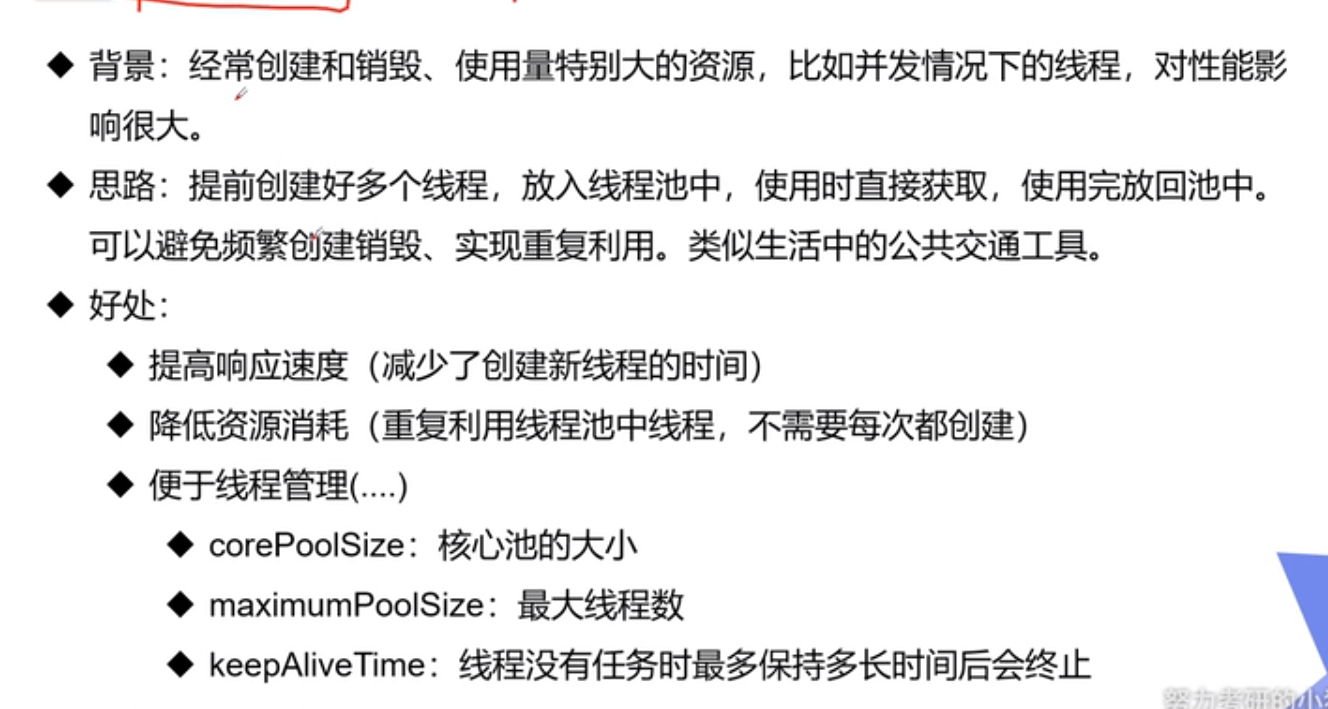 ◆ 背景：经常创建和销毁、使用量特别大的资源，比如并发情况下的线程，对性能影
响很大。
◆ 思路：提前创建好多个线程，放入线程池中，使用时直接获取，使用完放回池中。
可以避免频繁创建销毁、实现重复利用。类似生活中的公共交通工具。
◆ 好处：
◆ 提高响应速度（减少了创建新线程的时间）
◆ 降低资源消耗（重复利用线程池中线程，不需要每次都创建）
◆ 便于线程管理(....)
◆ corePoolSize：核心池的大小
◆ maximumPoolSize：最大线程数
◆ keepAliveTime：线程没有任务时最多保持多长时间后会终止
努力考研的小